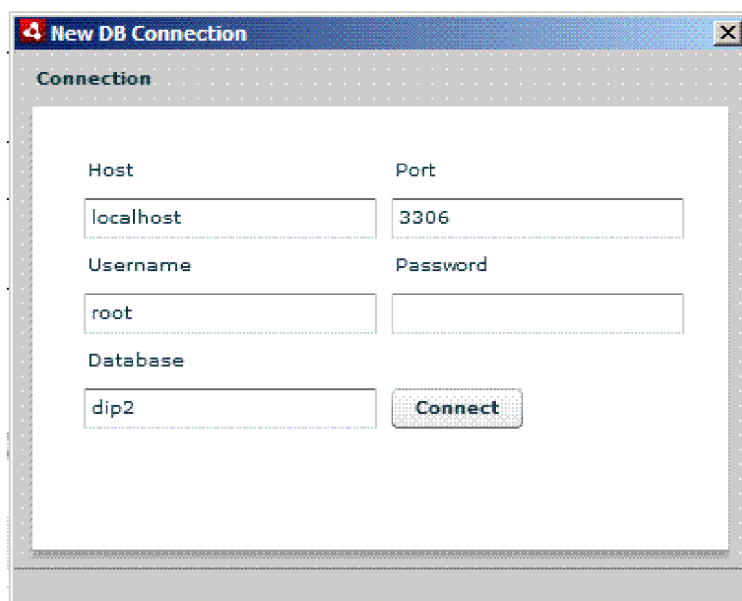 New DB Connection
Connection
Host Port
localhost 3306
Username Password
root
Database
dip2 Connect